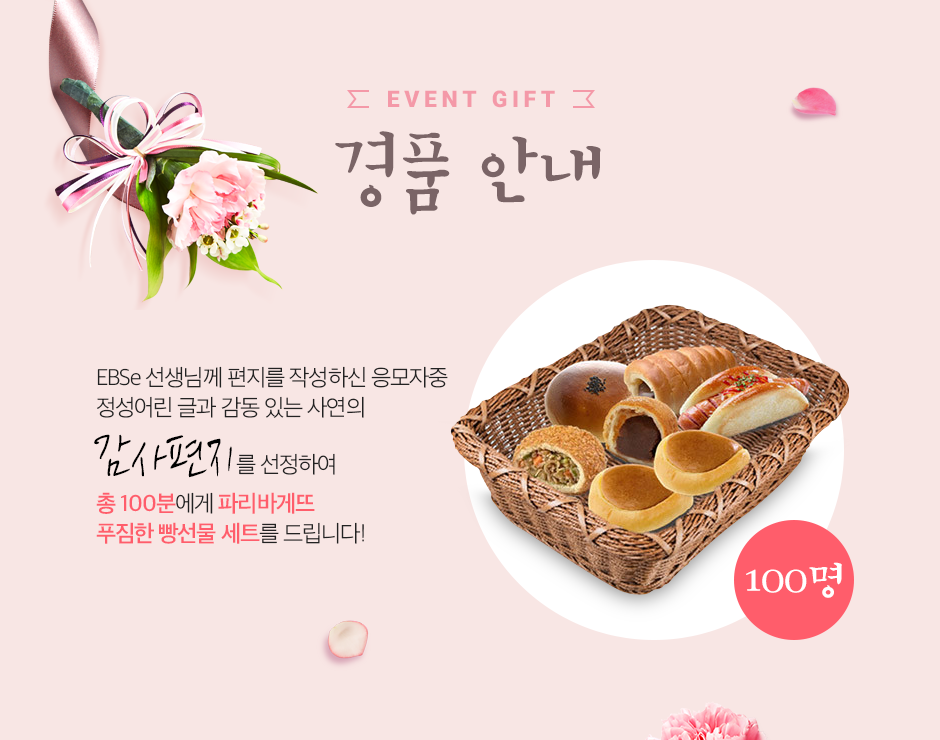 EVENT GIFT
경품 안내
EBSe 선생님께 편지를 작성하신 응모자중
정성어린 글과 감동 있는 사연의
감사편지를 선정하여
총 100분에게 파리바게뜨
푸짐한 빵선물 세트를 드립니다!
100명